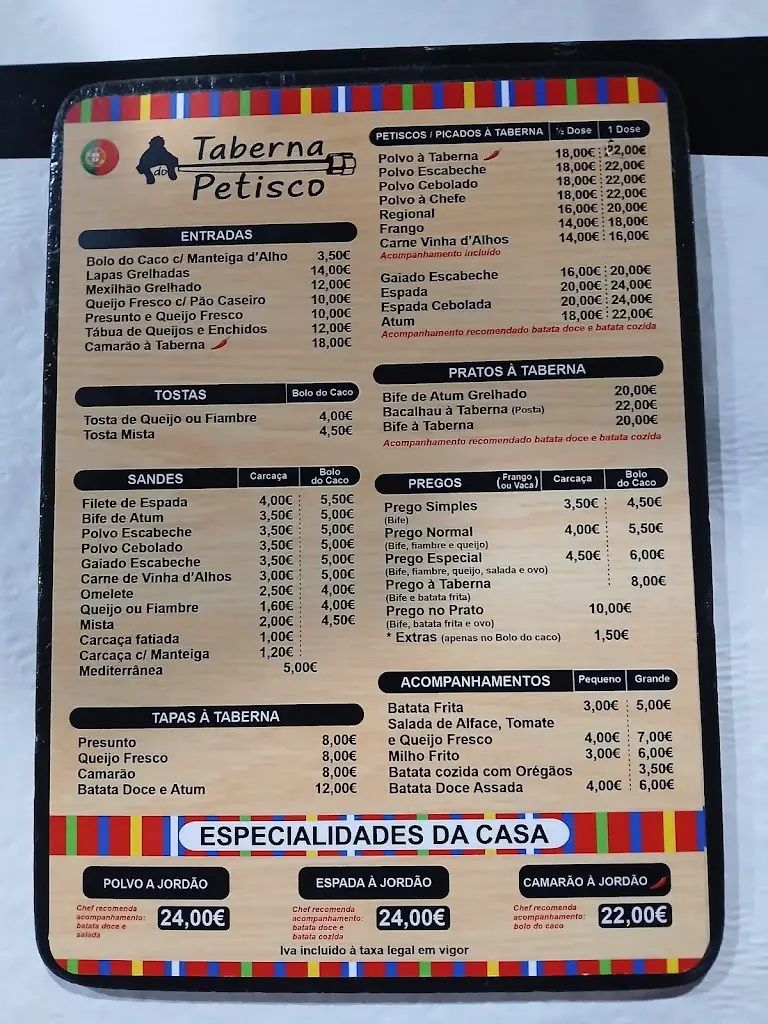 Taberna
do
Petisco
ENTRADAS
Bolo do Caco c/ Manteiga d'Alho 3,50€
Lapas Grelhadas 14,00€
Mexilhão Grelhado 12,00€
Queijo Fresco c/ Pão Caseiro 10,00€
Presunto e Queijo Fresco 10,00€
Tábua de Queijos e Enchidos 12,00€
Camarão à Taberna 18,00€
TOSTAS Bolo do Caco
Tosta de Queijo ou Fiambre 4,00€
Tosta Mista 4,50€
SANDES Carcaça Bolo do Caco
Filete de Espada 4,00€ 5,50€
Bife de Atum 3,50€ 5,00€
Polvo Escabeche 3,50€ 5,00€
Polvo Cebolado 3,50€ 5,00€
Gaiado Escabeche 3,50€ 5,00€
Carne de Vinha d'Alhos 3,00€ 5,00€
Omelete 2,50€ 4,00€
Queijo ou Fiambre 1,60€ 4,00€
Mista 2,00€ 4,50€
Carcaça fatiada 1,00€
Carcaça c/ Manteiga 1,20€
Mediterrânea 5,00€
TAPAS À TABERNA
Presunto 8,00€
Queijo Fresco 8,00€
Camarão 8,00€
Batata Doce e Atum 12,00€
PETISCOS / PICADOS À TABERNA ½ Dose 1 Dose
Polvo à Taberna 18,00€ 22,00€
Polvo Escabeche 18,00€ 22,00€
Polvo Cebolado 18,00€ 22,00€
Polvo à Chefe 18,00€ 22,00€
Regional 16,00€ 20,00€
Frango 14,00€ 18,00€
Carne Vinha d'Alhos 14,00€ 16,00€
Acompanhamento incluido
Gaiado Escabeche 16,00€ 20,00€
Espada 20,00€ 24,00€
Espada Cebolada 20,00€ 24,00€
Atum 18,00€ 22,00€
Acompanhamento recomendado batata doce e batata cozida
PRATOS À TABERNA
Bife de Atum Grelhado 20,00€
Bacalhau à Taberna (Posta) 22,00€
Bife à Taberna 20,00€
Acompanhamento recomendado batata doce e batata cozida
PREGOS (Frango ou Vaca) Carcaça Bolo do Caco
Prego Simples 3,50€ 4,50€
(Bife)
Prego Normal 4,00€ 5,50€
(Bife, fiambre e queijo)
Prego Especial 4,50€ 6,00€
(Bife, fiambre, queijo, salada e ovo)
Prego à Taberna 8,00€
(Bife e batata frita)
Prego no Prato 10,00€
(Bife, batata frita e ovo)
* Extras (apenas no Bolo do caco) 1,50€
ACOMPANHAMENTOS Pequeno Grande
Batata Frita 3,00€ 5,00€
Salada de Alface, Tomate
e Queijo Fresco 4,00€ 7,00€
Milho Frito 3,00€ 6,00€
Batata cozida com Orégãos 3,50€
Batata Doce Assada 4,00€ 6,00€
ESPECIALIDADES DA CASA
POLVO A JORDÃO
Chef recomenda
acompanhamento:
batata doce e
salada
24,00€
ESPADA À JORDÃO
Chef recomenda
acompanhamento:
batata doce e
batata cozida
24,00€
CAMARÃO À JORDÃO
Chef recomenda
acompanhamento:
bolo do caco
22,00€
Iva incluido à taxa legal em vigor